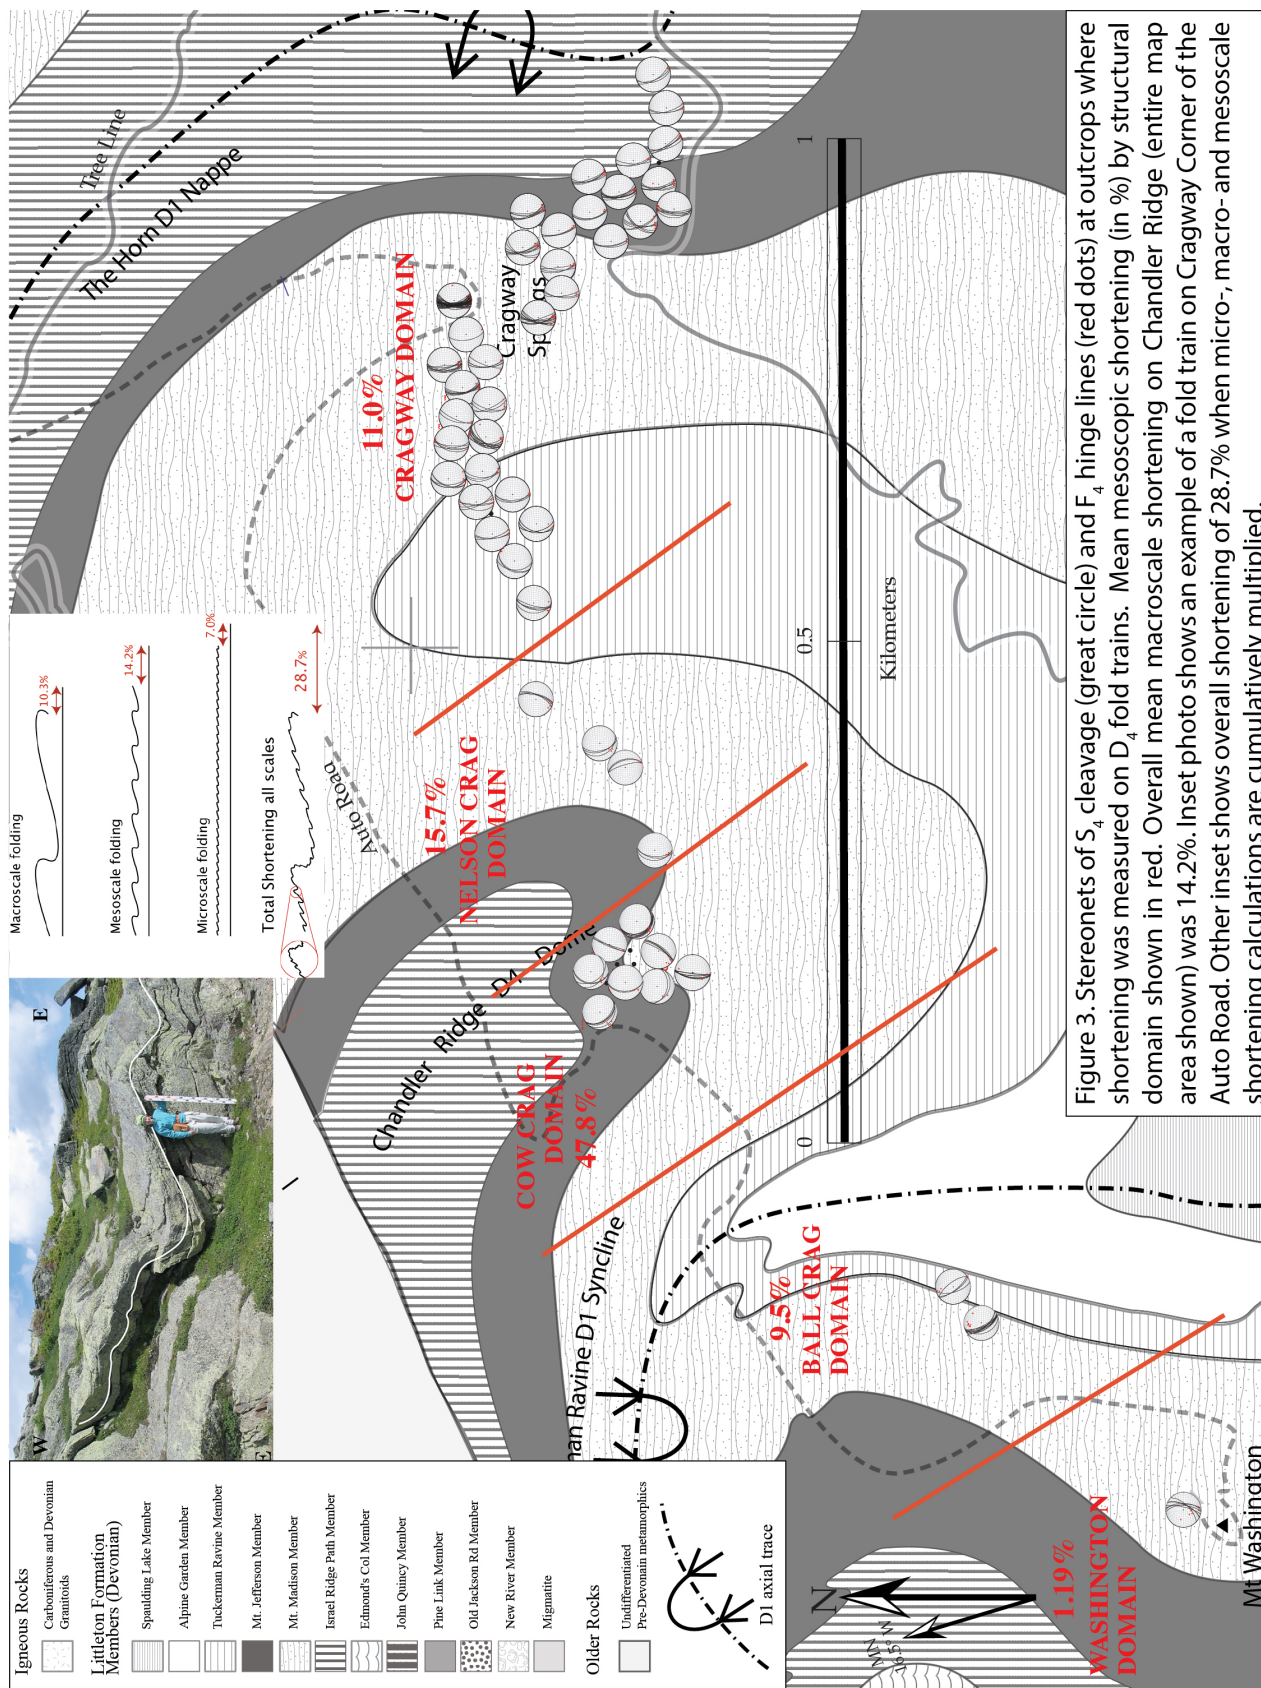 Igneous Rocks
Carboniferous and Devonian
Granitoids
Littleton Formation
Members (Devonian)
Spaulding Lake Member
Alpine Garden Member
Tuckerman Ravine Member
Mt. Jefferson Member
Mt. Madison Member
Israel Ridge Path Member
Edmond's Col Member
John Quincy Member
Pine Link Member
Old Jackson Rd Member
New River Member
Migmatite
Older Rocks
Undifferentiated
Pre-Devonain metamorphics
D1 axial trace
W
E
E
Macroscale folding
10.3%
Mesoscale folding
14.2%
Microscale folding
7.0%
Total Shortening all scales
28.7%
Tree Line
The Horn D1 Nappe
11.0%
CRAGWAY DOMAIN
Cragway
Auto Road
15.7%
NELSON CRAG
DOMAIN
Chandler Ridge D4 Dome
COW CRAG
DOMAIN
47.8%
Ravine D1 Syncline
9.5%
BALL CRAG
DOMAIN
N
MN
16.5° W
1.19%
WASHINGTON
DOMAIN
Mt Washington
0
0.5
1
Kilometers
Figure 3. Stereonets of S4 cleavage (great circle) and F4 hinge lines (red dots) at outcrops where
shortening was measured on D4 fold trains. Mean mesoscopic shortening (in %) by structural
domain shown in red. Overall mean macroscale shortening on Chandler Ridge (entire map
area shown) was 14.2%. Inset photo shows an example of a fold train on Cragway Corner of the
Auto Road. Other inset shows overall shortening of 28.7% when micro-, macro- and mesoscale
shortening calculations are cumulatively multiplied.